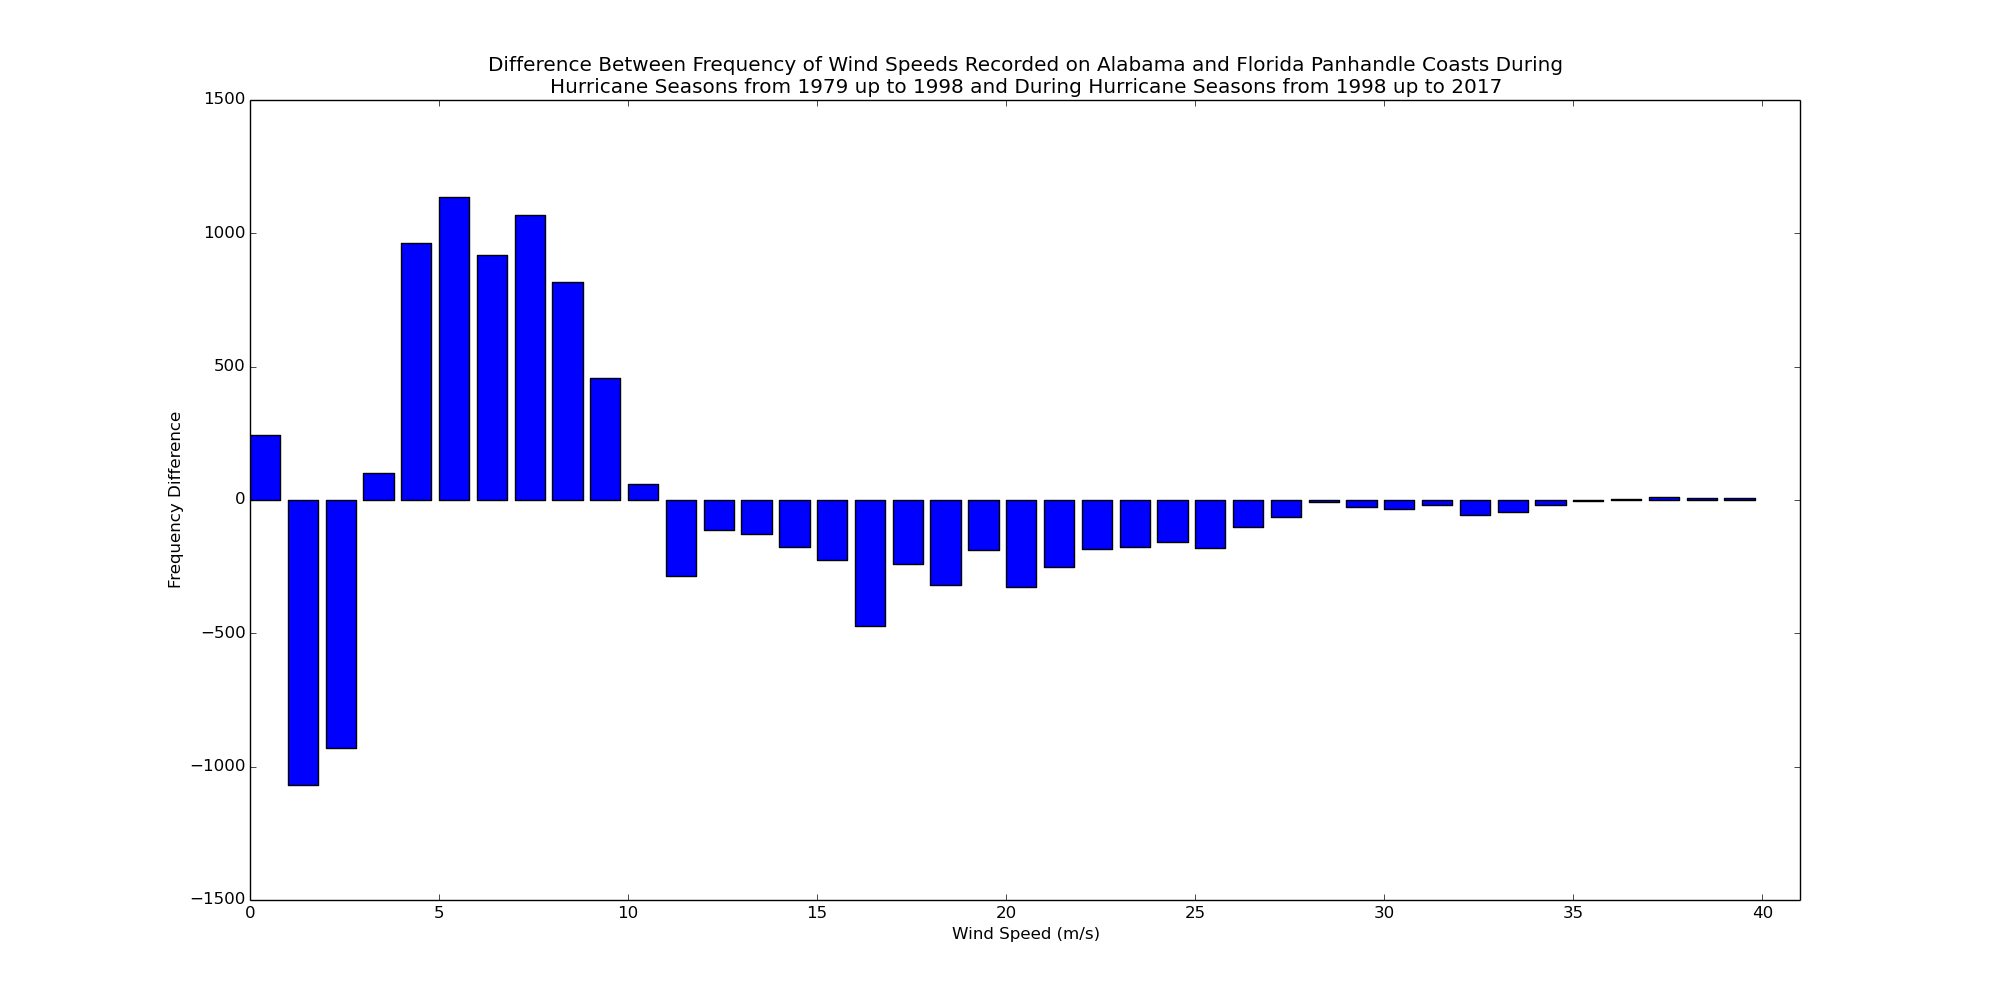 Difference Between Frequency of Wind Speeds Recorded on Alabama and Florida Panhandle Coasts During
Hurricane Seasons from 1979 up to 1998 and During Hurricane Seasons from 1998 up to 2017
1500
1000
500
0
−500
−1000
−1500
Frequency Difference
0 5 10 15 20 25 30 35 40
Wind Speed (m/s)